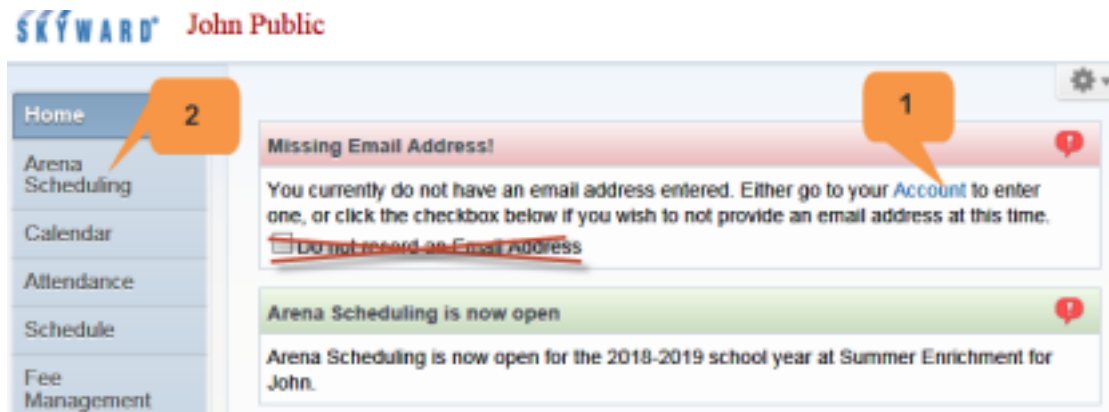 SKYWARD John Public
Home
2
1
Arena
Scheduling
Calendar
Attendance
Schedule
Fee
Management
Missing Email Address!
You currently do not have an email address entered. Either go to your Account to enter
one, or click the checkbox below if you wish to not provide an email address at this time.
Do not record an Email Address
Arena Scheduling is now open
Arena Scheduling is now open for the 2018-2019 school year at Summer Enrichment for
John.